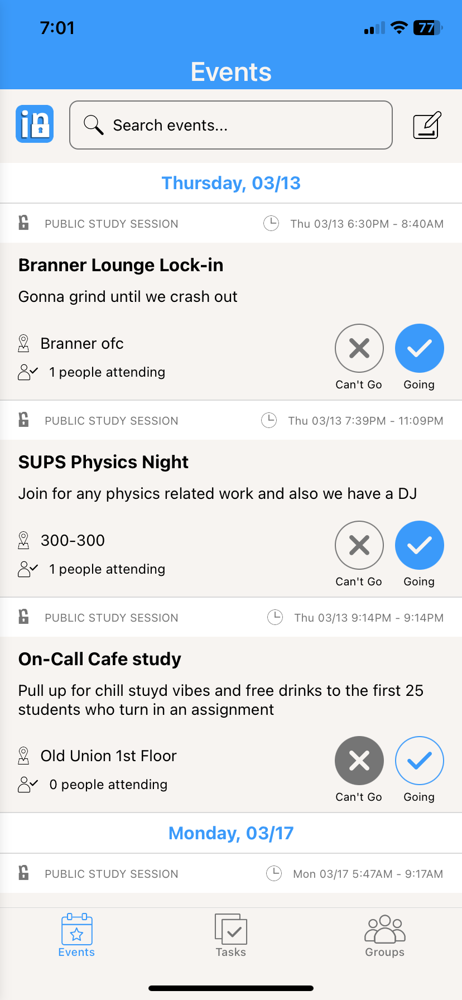 7:01
77
Events
in
Search events...
Thursday, 03/13
PUBLIC STUDY SESSION
Thu 03/13 6:30PM - 8:40AM
Branner Lounge Lock-in
Gonna grind until we crash out
Branner ofc
1 people attending
Can't Go
Going
PUBLIC STUDY SESSION
Thu 03/13 7:39PM - 11:09PM
SUPS Physics Night
Join for any physics related work and also we have a DJ
300-300
1 people attending
Can't Go
Going
PUBLIC STUDY SESSION
Thu 03/13 9:14PM - 9:14PM
On-Call Cafe study
Pull up for chill stuyd vibes and free drinks to the first 25
students who turn in an assignment
Old Union 1st Floor
0 people attending
Can't Go
Going
Monday, 03/17
PUBLIC STUDY SESSION
Mon 03/17 5:47AM - 9:17AM
Events
Tasks
Groups